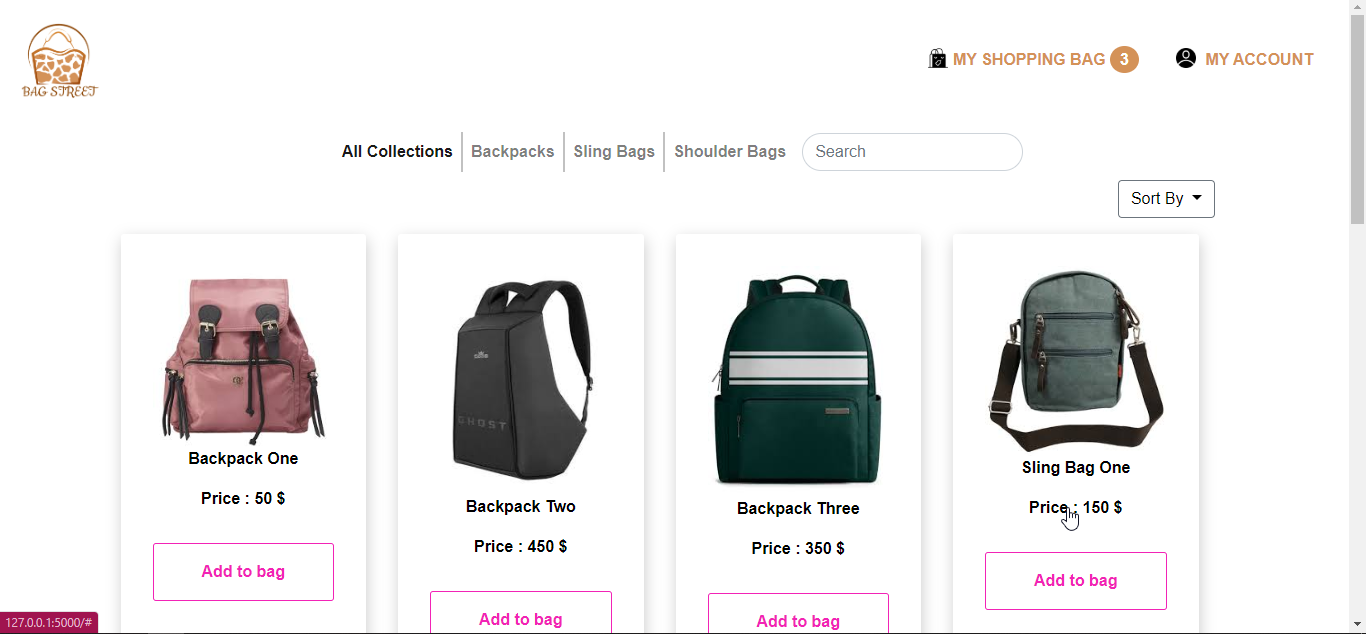 BAG STREET
MY SHOPPING BAG 3
MY ACCOUNT
All Collections
Backpacks
Sling Bags
Shoulder Bags
Search
Sort By
GHOST
Backpack One
Price : 50 $
Add to bag
Backpack Two
Price : 450 $
Add to bag
Backpack Three
Price : 350 $
Add to bag
Sling Bag One
Price : 150 $
Add to bag
127.0.0.1:5000/#